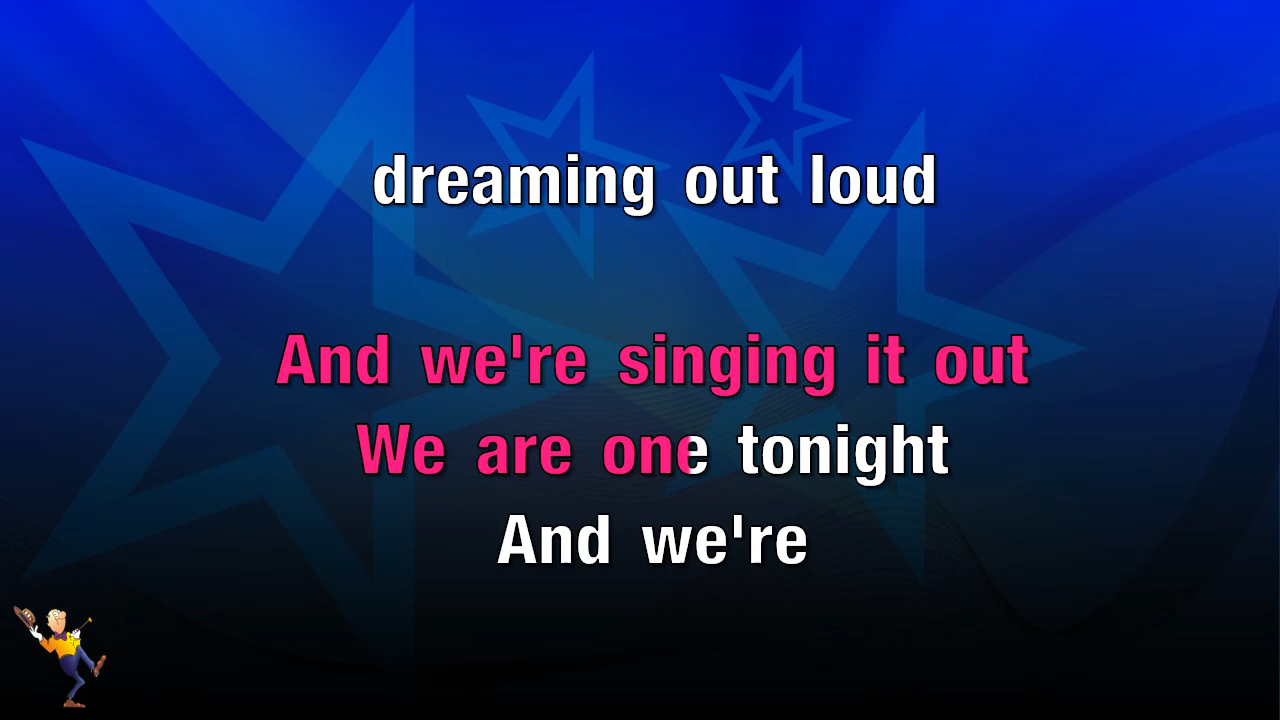 dreaming out loud
And we're singing it out
We are one tonight
And we're